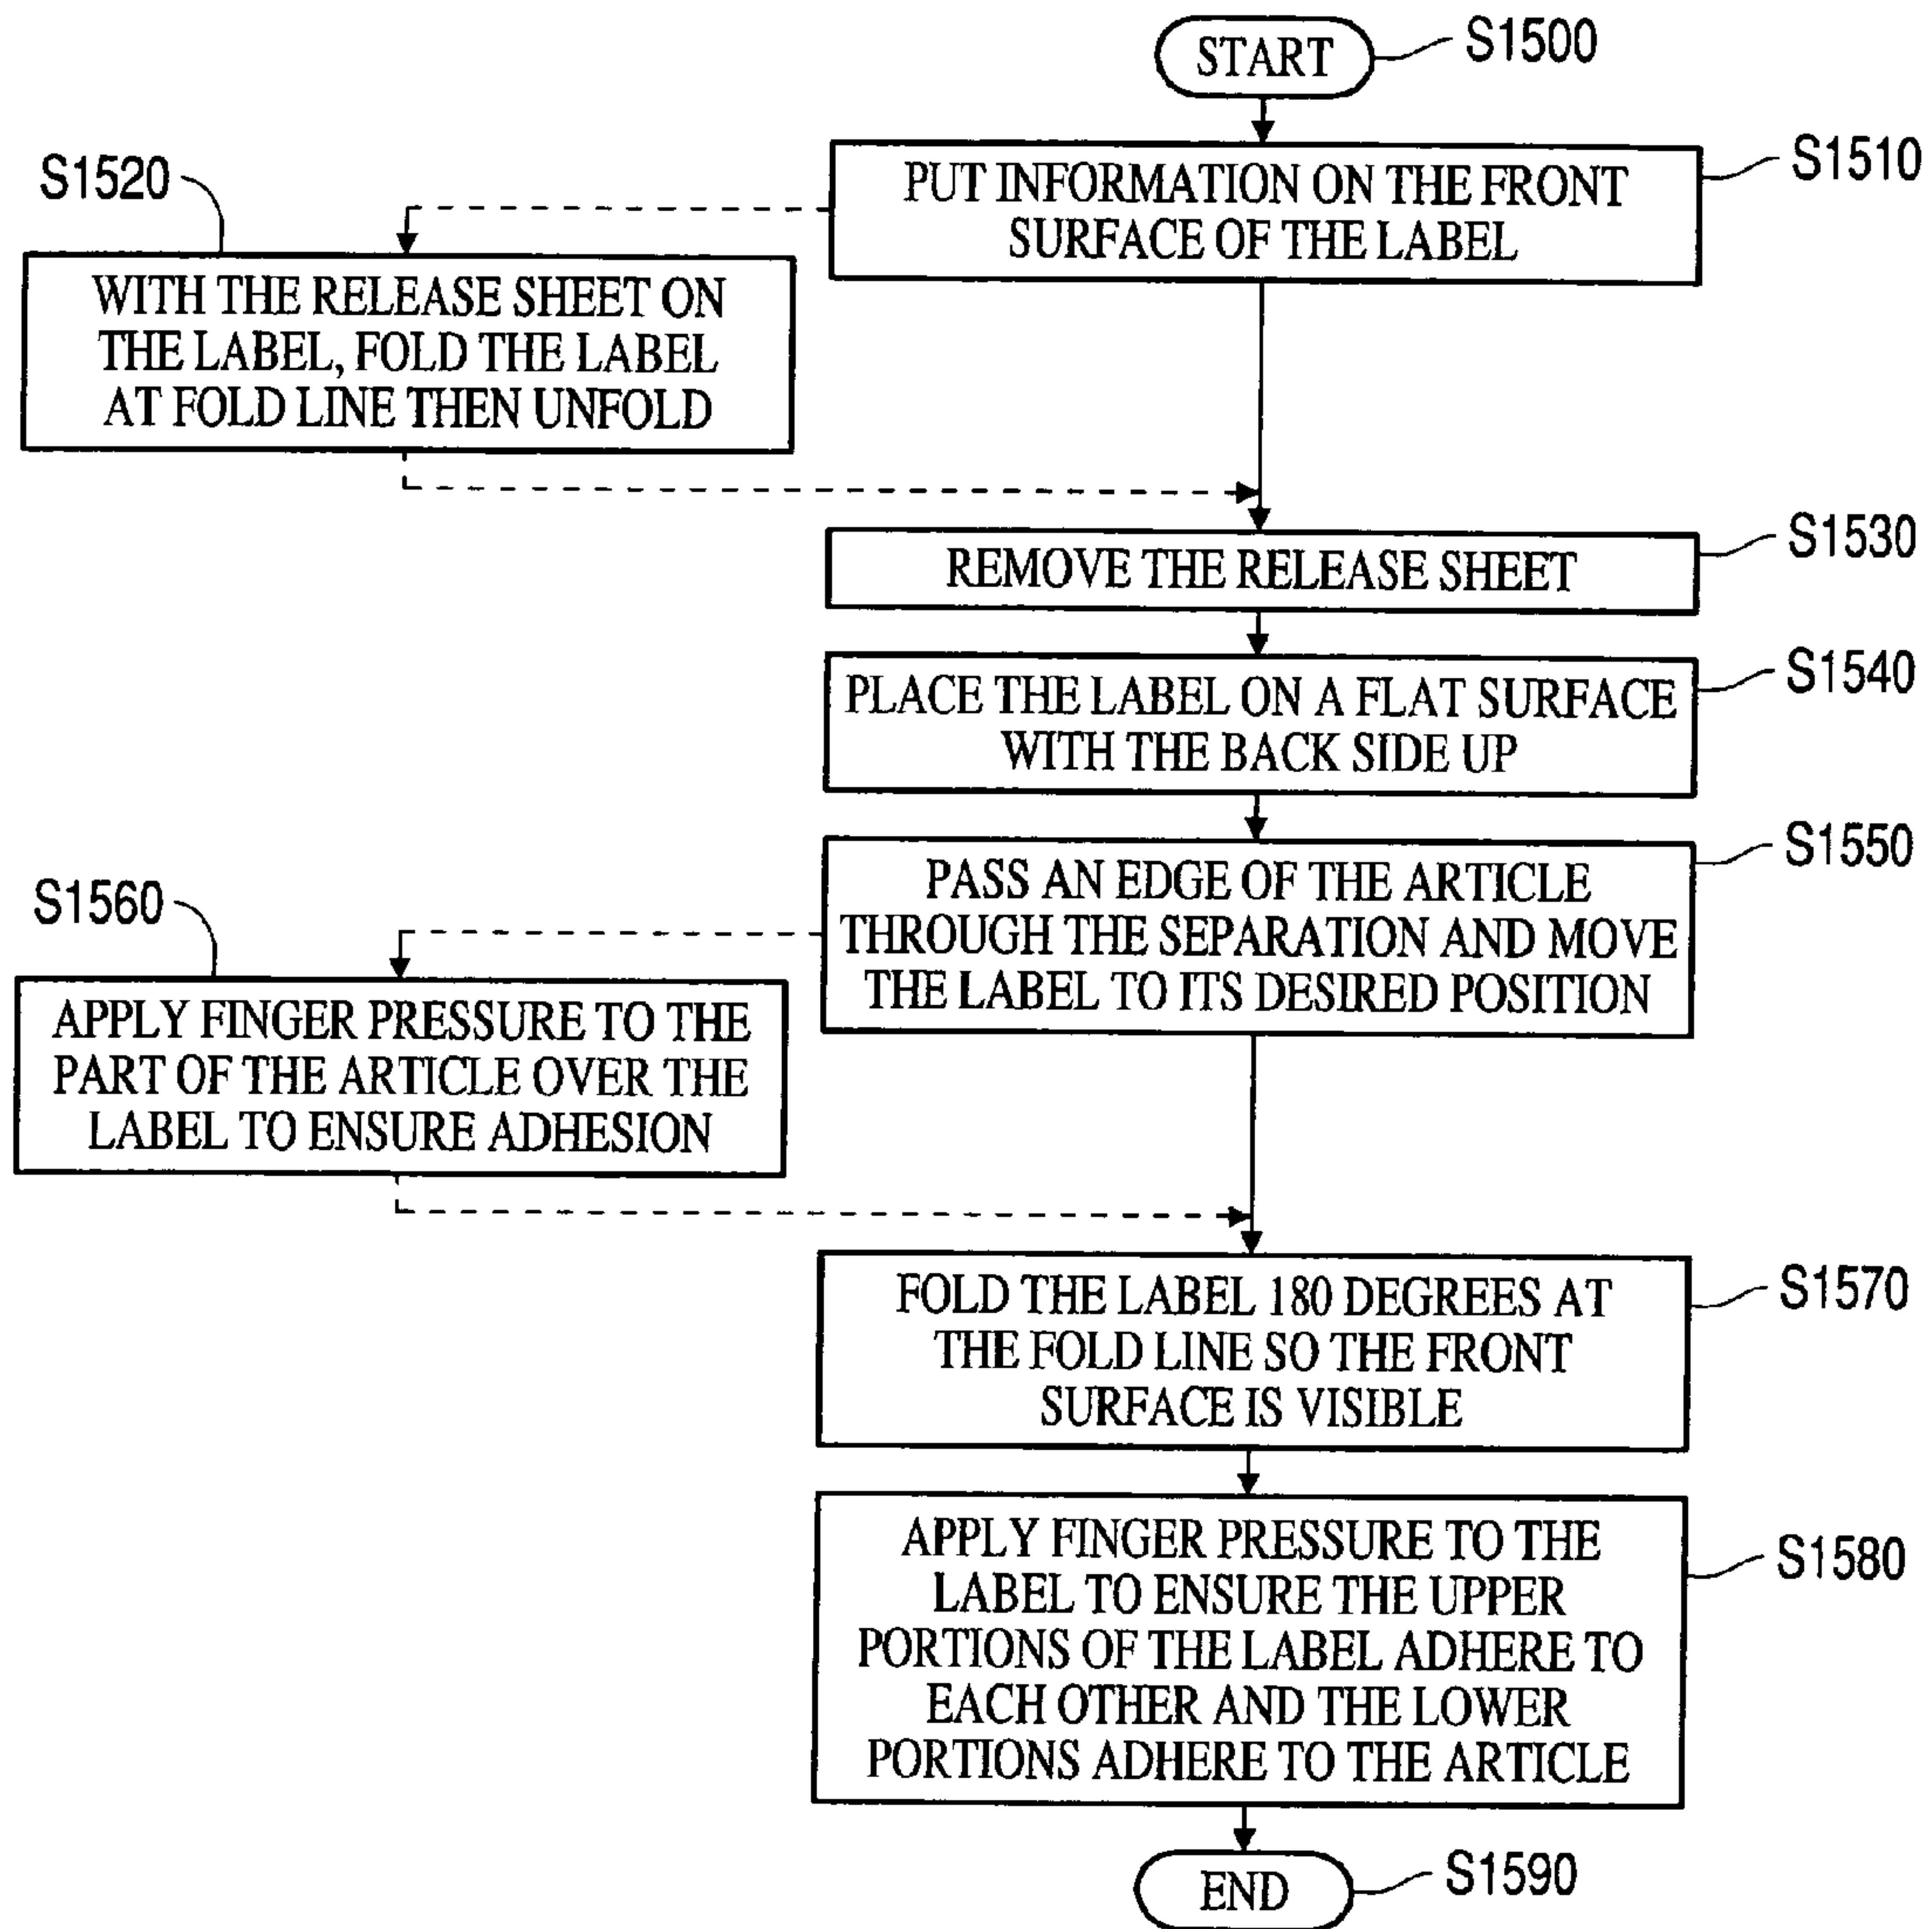 START
S1500
PUT INFORMATION ON THE FRONT
SURFACE OF THE LABEL
S1510
S1520
WITH THE RELEASE SHEET ON
THE LABEL, FOLD THE LABEL
AT FOLD LINE THEN UNFOLD
REMOVE THE RELEASE SHEET
S1530
PLACE THE LABEL ON A FLAT SURFACE
WITH THE BACK SIDE UP
S1540
PASS AN EDGE OF THE ARTICLE
THROUGH THE SEPARATION AND MOVE
THE LABEL TO ITS DESIRED POSITION
S1550
S1560
APPLY FINGER PRESSURE TO THE
PART OF THE ARTICLE OVER THE
LABEL TO ENSURE ADHESION
FOLD THE LABEL 180 DEGREES AT
THE FOLD LINE SO THE FRONT
SURFACE IS VISIBLE
S1570
APPLY FINGER PRESSURE TO THE
LABEL TO ENSURE THE UPPER
PORTIONS OF THE LABEL ADHERE TO
EACH OTHER AND THE LOWER
PORTIONS ADHERE TO THE ARTICLE
S1580
END
S1590